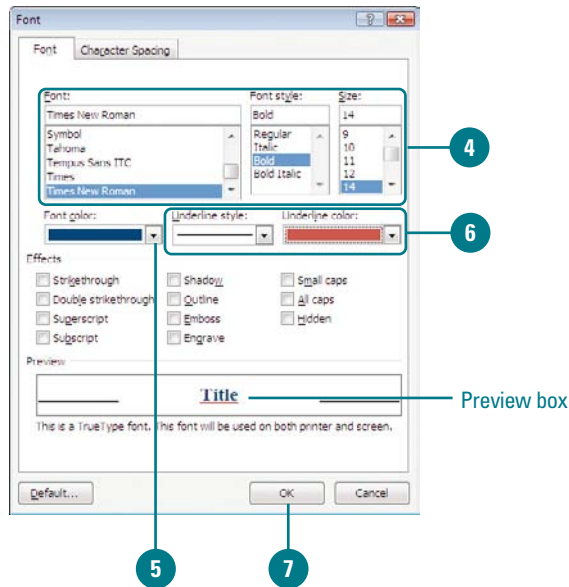 Font
Font Character Spacing
Font: Font style: Size:
Times New Roman Bold 14
Symbol Regular 9
Tahoma Italic 10
Tempus Sans ITC Bold 11
Times Bold Italic 12
Times New Roman 14
4
Font color: Underline style: Underline color:
6
Effects
Strikethrough Shadow Small caps
Double strikethrough Outline All caps
Superscript Emboss Hidden
Subscript Engrave
Preview
Title
Preview box
This is a TrueType font. This font will be used on both printer and screen.
Default... OK Cancel
5 7